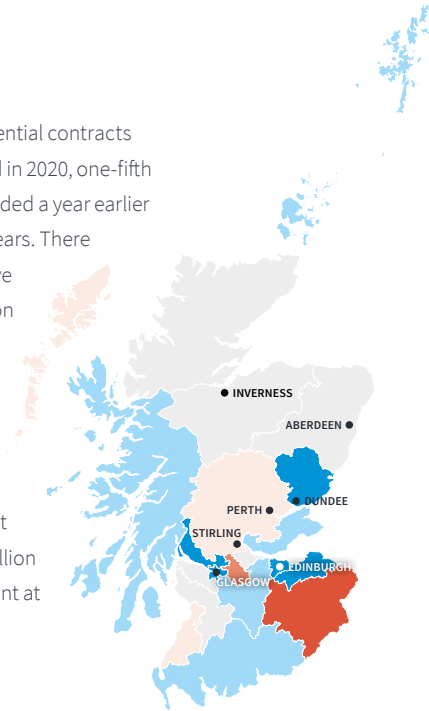 ential contracts
in 2020, one-fifth
ded a year earlier
ears. There
e
on
INVERNESS
ABERDEEN
DUNDEE
PERTH
t
STIRLING
llion
EDINBURGH
GLASGOW
nt at